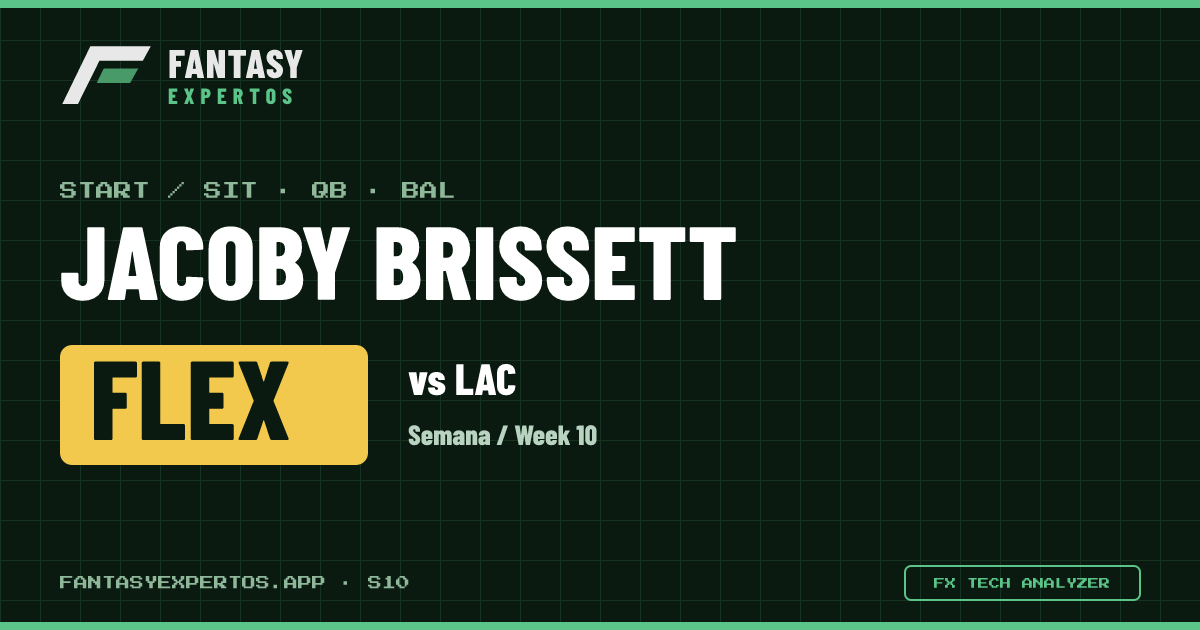 FANTASY
EXPERTOS
START / SIT · QB · BAL
JACOBY BRISSETT
FLEX
vs LAC
Semana / Week 10
FANTASYEXPERTOS.APP · S10
FX TECH ANALYZER